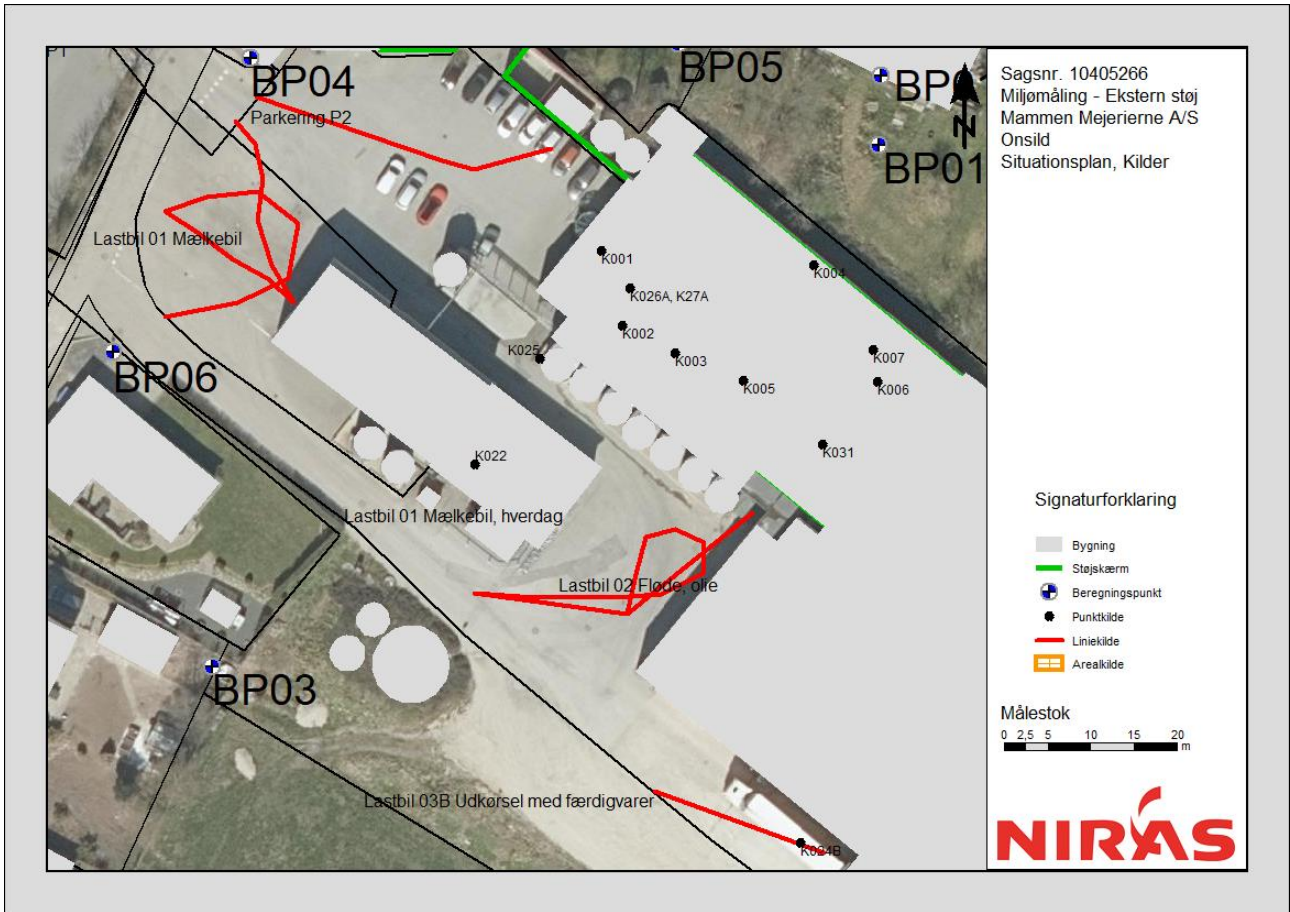 BP04
BP05
BP01
Parkering P2
Lastbil 01 Mælkebil
K001
K004
K026A, K27A
K002
K025
K003
K007
BP06
K005
K006
K031
K022
Lastbil 01 Mælkebil, hverdag
Lastbil 02 Fløde, olie
BP03
Lastbil 03B Udkørsel med færdigvarer
K024B
N
Sagsnr. 10405266
Miljømåling - Ekstern støj
Mammen Mejerierne A/S
Onsild
Situationsplan, Kilder
Signaturforklaring
Bygning
Støjskærm
Beregningspunkt
Punktkilde
Liniekilde
Arealkilde
Målestok
0 2,5 5 10 15 20
m
NIRAS